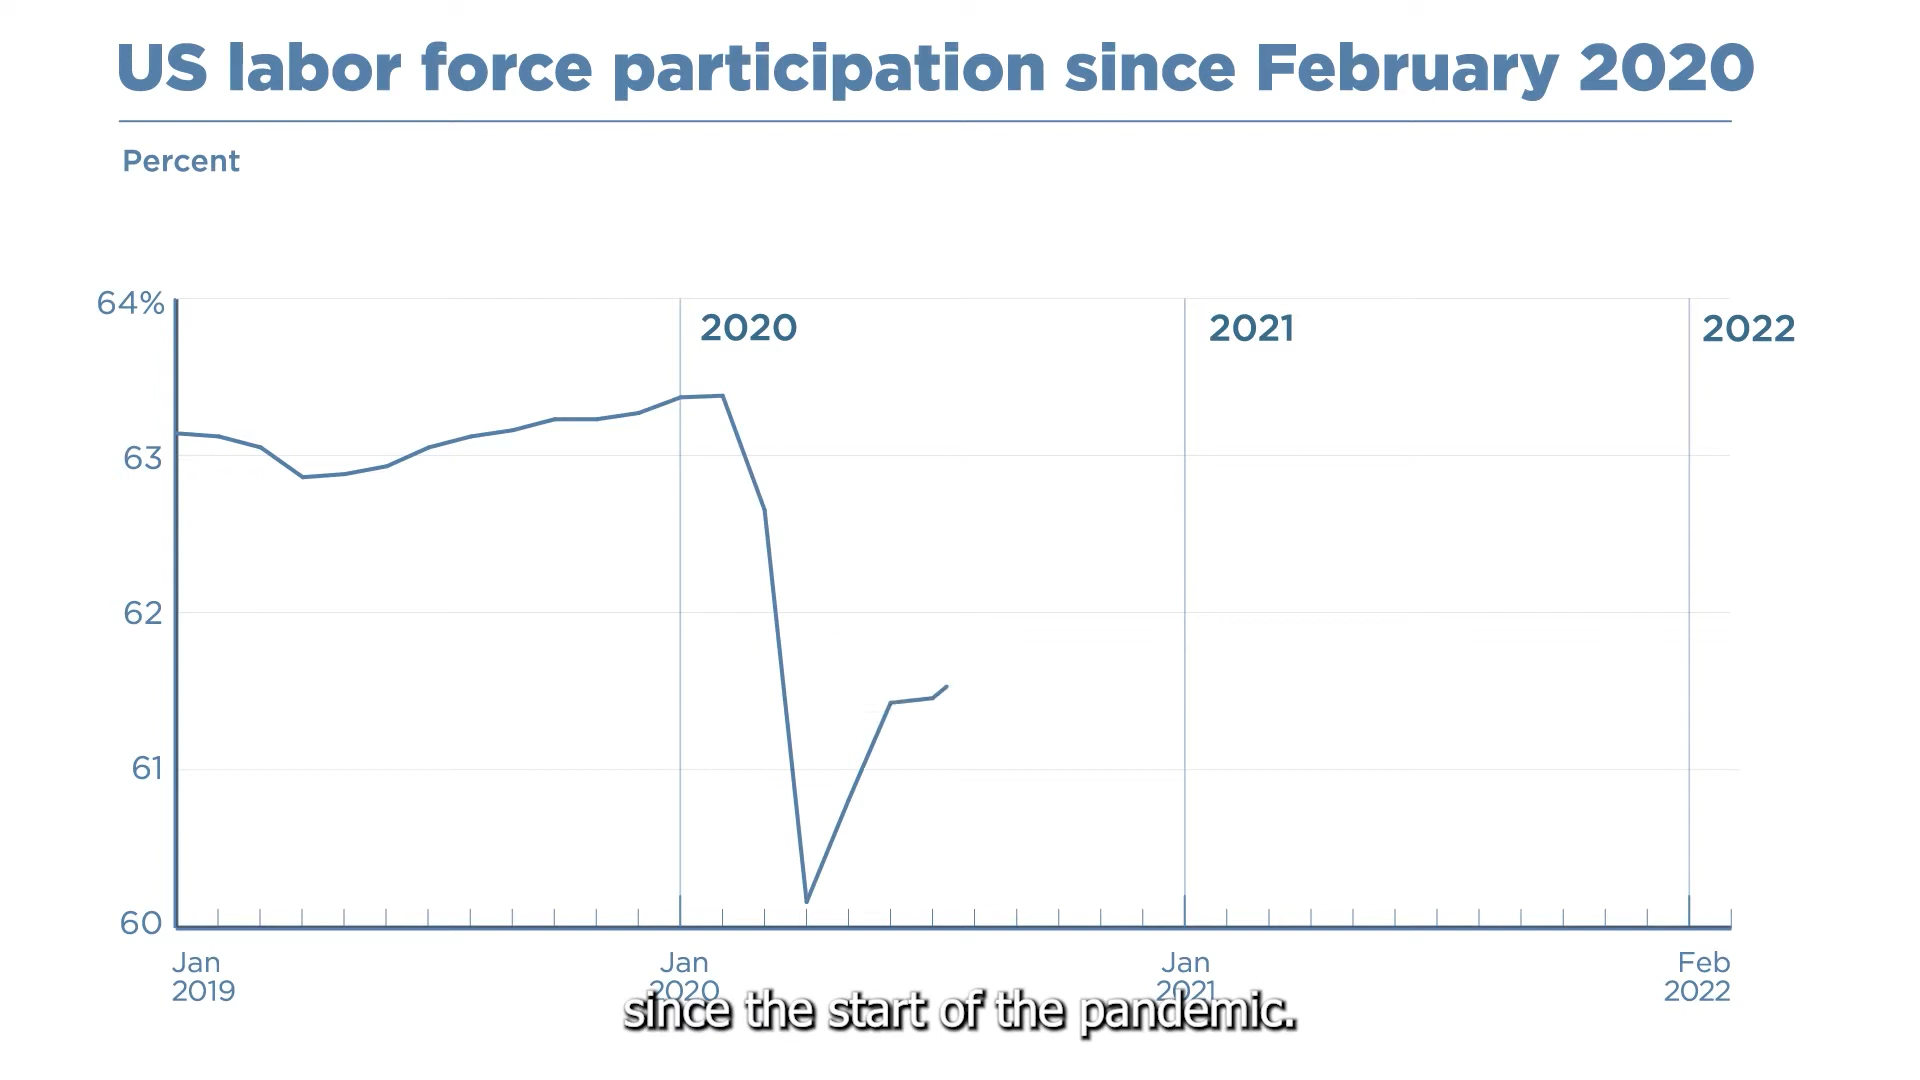 US labor force participation since February 2020
Percent
64%
2020
2021
2022
63
62
61
60
Jan
2019
Jan
2020
Jan
2021
Feb
2022
since the start of the pandemic.